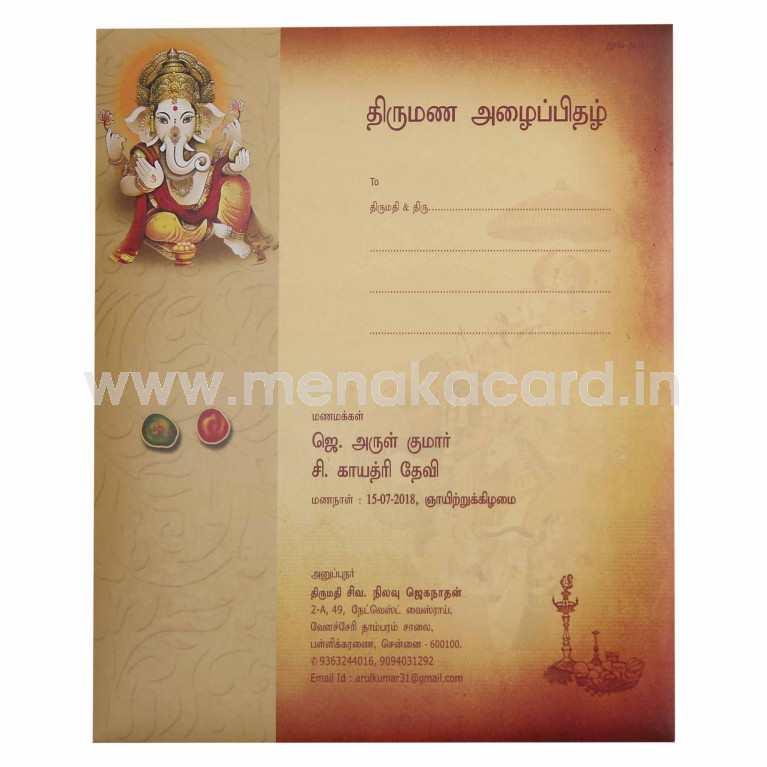 திருமண அழைப்பிதழ்
To
திருமதி & திரு..............................................................
..................................................................................
..................................................................................
..................................................................................
www.menakacard.in
மணமக்கள்
ஜெ. அருள் குமார்
சி. காயத்ரி தேவி
மணநாள் : 15-07-2018, ஞாயிற்றுக்கிழமை
அனுப்புநர்
திருமதி சிவ. நிலவு ஜெகநாதன்
2-A, 49, நேட்வெஸ்ட் வைஸ்ராய்,
வேளச்சேரி தாம்பரம் சாலை,
பள்ளிக்கரணை, சென்னை - 600100.
✆ 9363244016, 9094031292
Email Id : arulkumar31@gmail.com